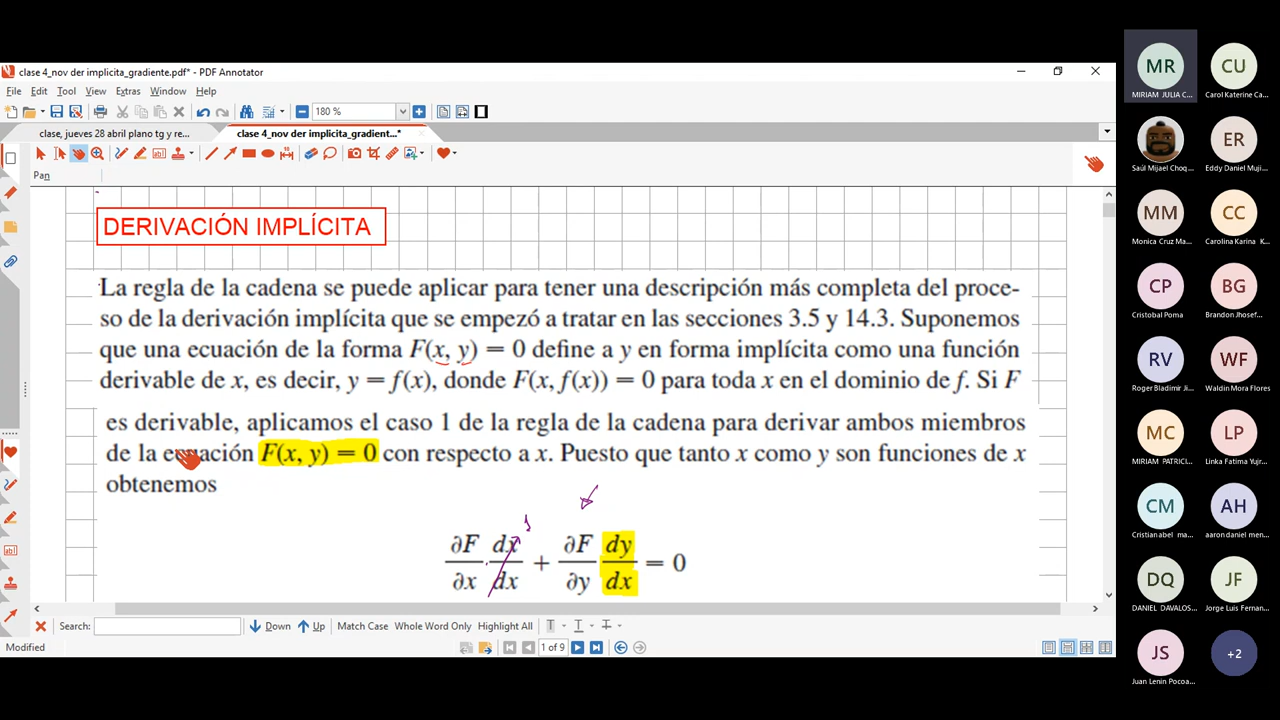 clase 4_nov der implicita_gradiente.pdf* - PDF Annotator
File Edit Tool View Extras Window Help
180 %
clase, jueves 28 abril plano tg y re...
clase 4_nov der implicita_gradient...*
Pan
DERIVACIÓN IMPLÍCITA
La regla de la cadena se puede aplicar para tener una descripción más completa del proce-
so de la derivación implícita que se empezó a tratar en las secciones 3.5 y 14.3. Suponemos
que una ecuación de la forma F(x, y) = 0 define a y en forma implícita como una función
derivable de x, es decir, y = f(x), donde F(x, f(x)) = 0 para toda x en el dominio de f. Si F
es derivable, aplicamos el caso 1 de la regla de la cadena para derivar ambos miembros
de la ecuación F(x, y) = 0 con respecto a x. Puesto que tanto x como y son funciones de x
obtenemos
∂F/∂x dx/dx + ∂F/∂y dy/dx = 0
Search: Down Up Match Case Whole Word Only Highlight All
Modified
1 of 9
MR
MIRIAM JULIA C...
CU
Carol Katerine Ca...
Saúl Mijael Choq...
ER
Eddy Daniel Muji...
MM
Monica Cruz Ma...
CC
Carolina Karina K...
CP
Cristobal Poma
BG
Brandon Jhosef...
RV
Roger Bladimir Ji...
WF
Waldin Mora Flores
MC
MIRIAM PATRICI...
LP
Linka Fatima Yujr...
CM
Cristian abel ma...
AH
aaron daniel men...
DQ
DANIEL DAVALOS...
JF
Jorge Luis Fernan...
JS
Juan Lenin Pocoa...
+2